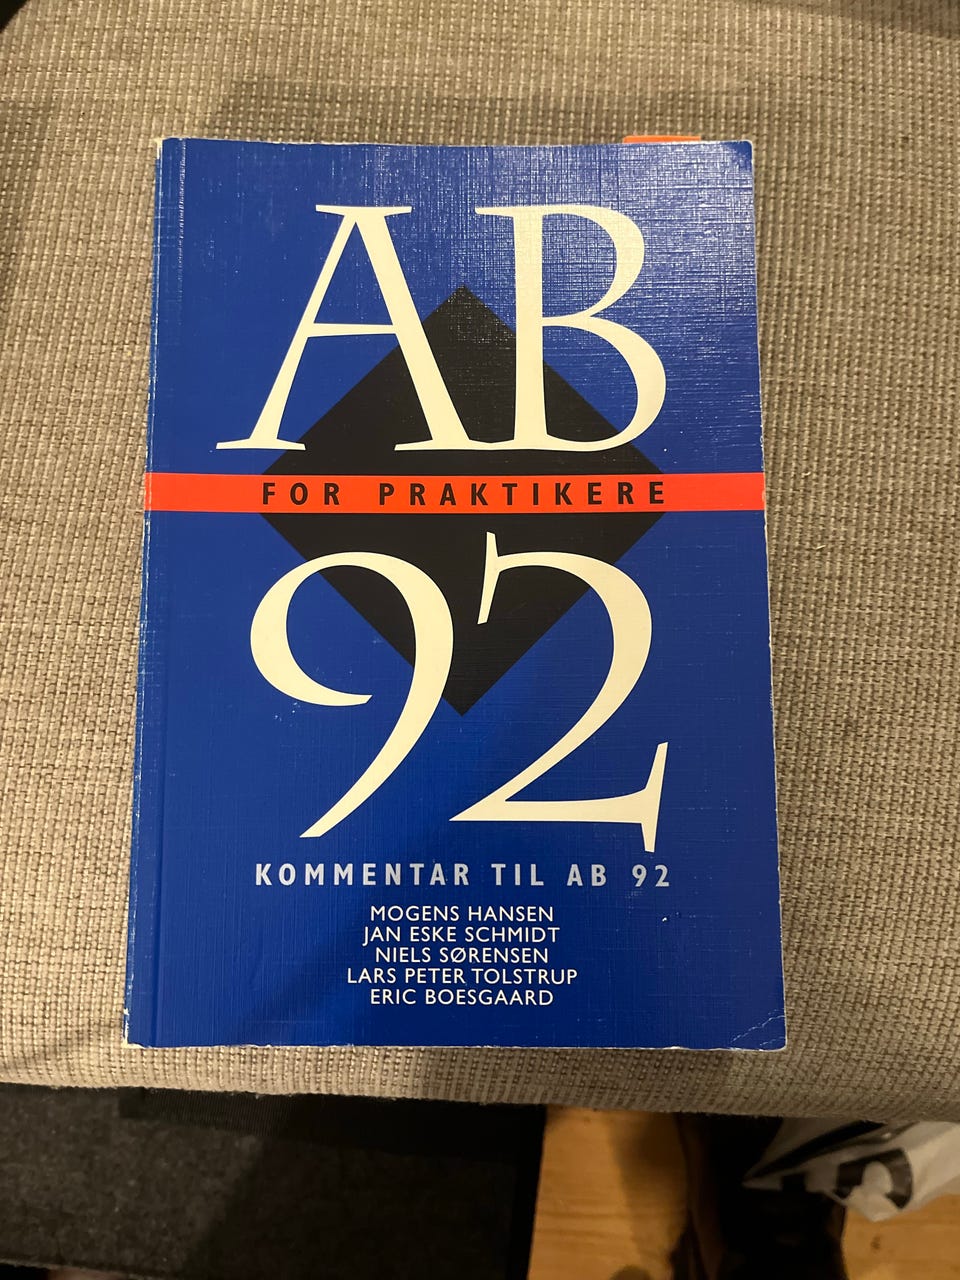 AB
FOR PRAKTIKERE
92
KOMMENTAR TIL AB 92
MOGENS HANSEN
JAN ESKE SCHMIDT
NIELS SØRENSEN
LARS PETER TOLSTRUP
ERIC BOESGAARD